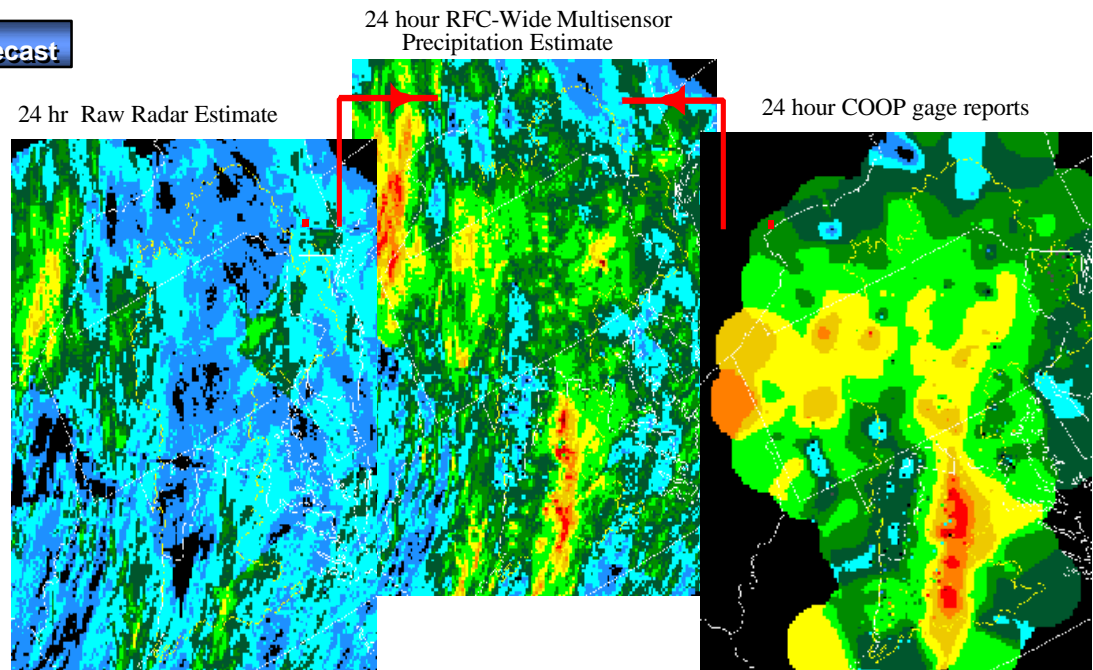 ecast
24 hour RFC-Wide Multisensor
Precipitation Estimate
24 hr Raw Radar Estimate
24 hour COOP gage reports